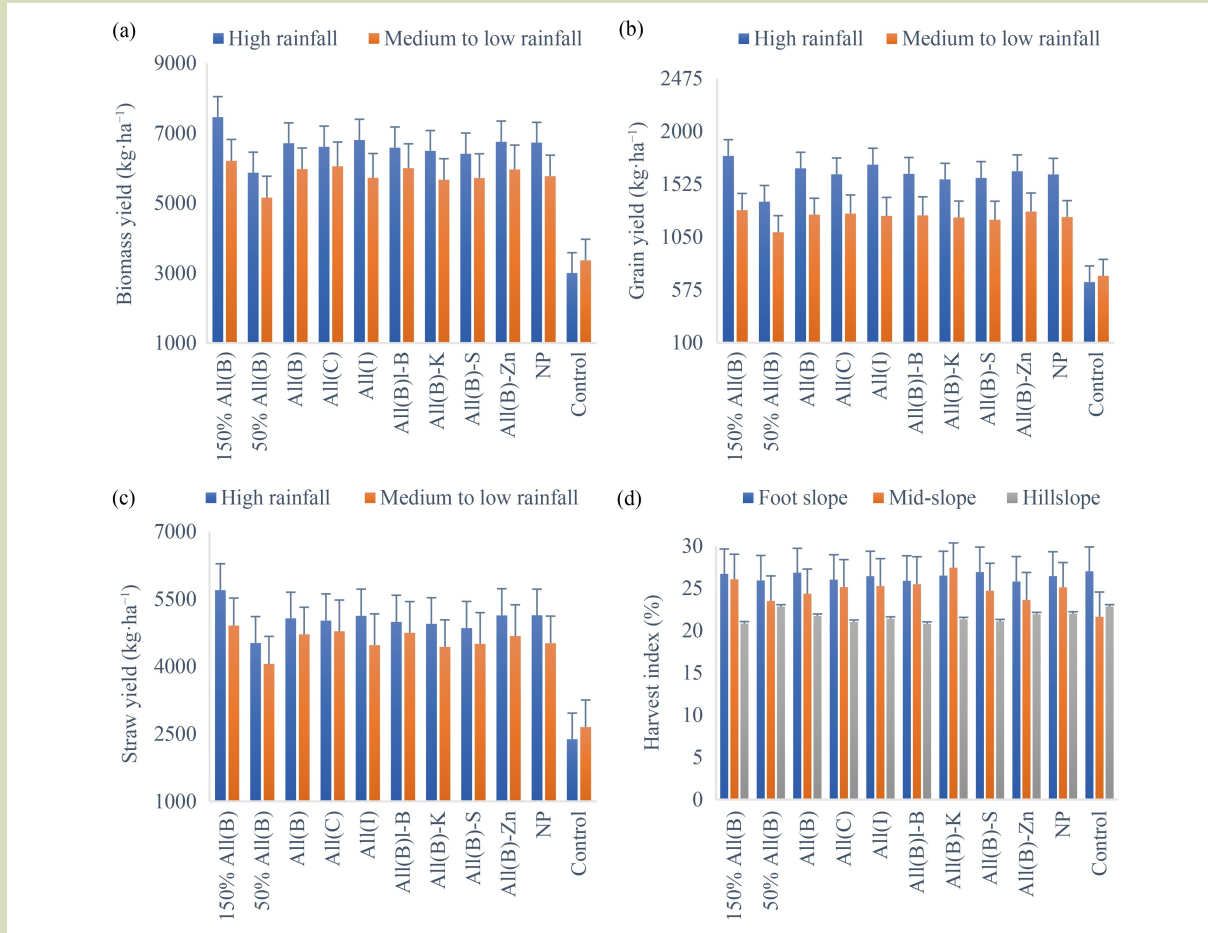 (a)
High rainfall
Medium to low rainfall
Biomass yield (kg·ha⁻¹)
9000
7000
5000
3000
1000
150% All(B)
50% All(B)
All(B)
All(C)
All(I)
All(B)l-B
All(B)-K
All(B)-S
All(B)-Zn
NP
Control
(b)
High rainfall
Medium to low rainfall
Grain yield (kg·ha⁻¹)
2475
2000
1525
1050
575
100
150% All(B)
50% All(B)
All(B)
All(C)
All(I)
All(B)l-B
All(B)-K
All(B)-S
All(B)-Zn
NP
Control
(c)
High rainfall
Medium to low rainfall
Straw yield (kg·ha⁻¹)
7000
5500
4000
2500
1000
150% All(B)
50% All(B)
All(B)
All(C)
All(I)
All(B)l-B
All(B)-K
All(B)-S
All(B)-Zn
NP
Control
(d)
Foot slope
Mid-slope
Hillslope
Harvest index (%)
30
25
20
15
10
5
0
150% All(B)
50% All(B)
All(B)
All(C)
All(I)
All(B)l-B
All(B)-K
All(B)-S
All(B)-Zn
NP
Control